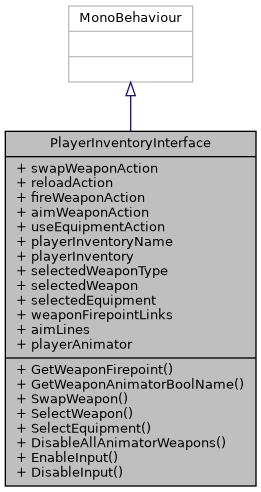 MonoBehaviour
PlayerInventoryInterface
+ swapWeaponAction
+ reloadAction
+ fireWeaponAction
+ aimWeaponAction
+ useEquipmentAction
+ playerInventoryName
+ playerInventory
+ selectedWeaponType
+ selectedWeapon
+ selectedEquipment
+ weaponFirepointLinks
+ aimLines
+ playerAnimator
+ GetWeaponFirepoint()
+ GetWeaponAnimatorBoolName()
+ SwapWeapon()
+ SelectWeapon()
+ SelectEquipment()
+ DisableAllAnimatorWeapons()
+ EnableInput()
+ DisableInput()